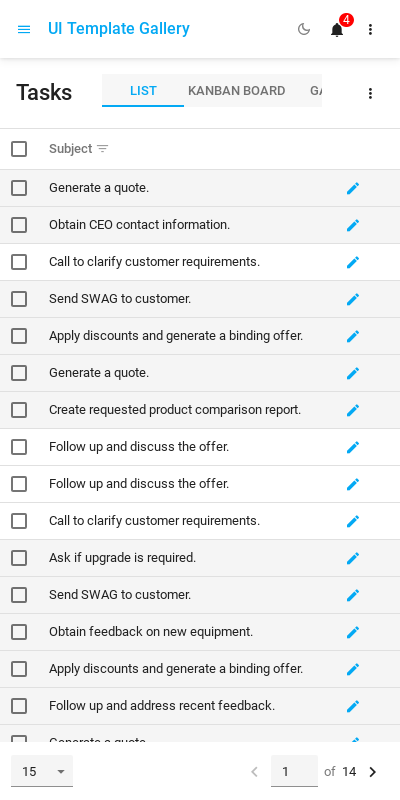 UI Template Gallery
4
Tasks
LIST
KANBAN BOARD
Subject
Generate a quote.
Obtain CEO contact information.
Call to clarify customer requirements.
Send SWAG to customer.
Apply discounts and generate a binding offer.
Generate a quote.
Create requested product comparison report.
Follow up and discuss the offer.
Follow up and discuss the offer.
Call to clarify customer requirements.
Ask if upgrade is required.
Send SWAG to customer.
Obtain feedback on new equipment.
Apply discounts and generate a binding offer.
Follow up and address recent feedback.
Generate a quote
15
1 of 14